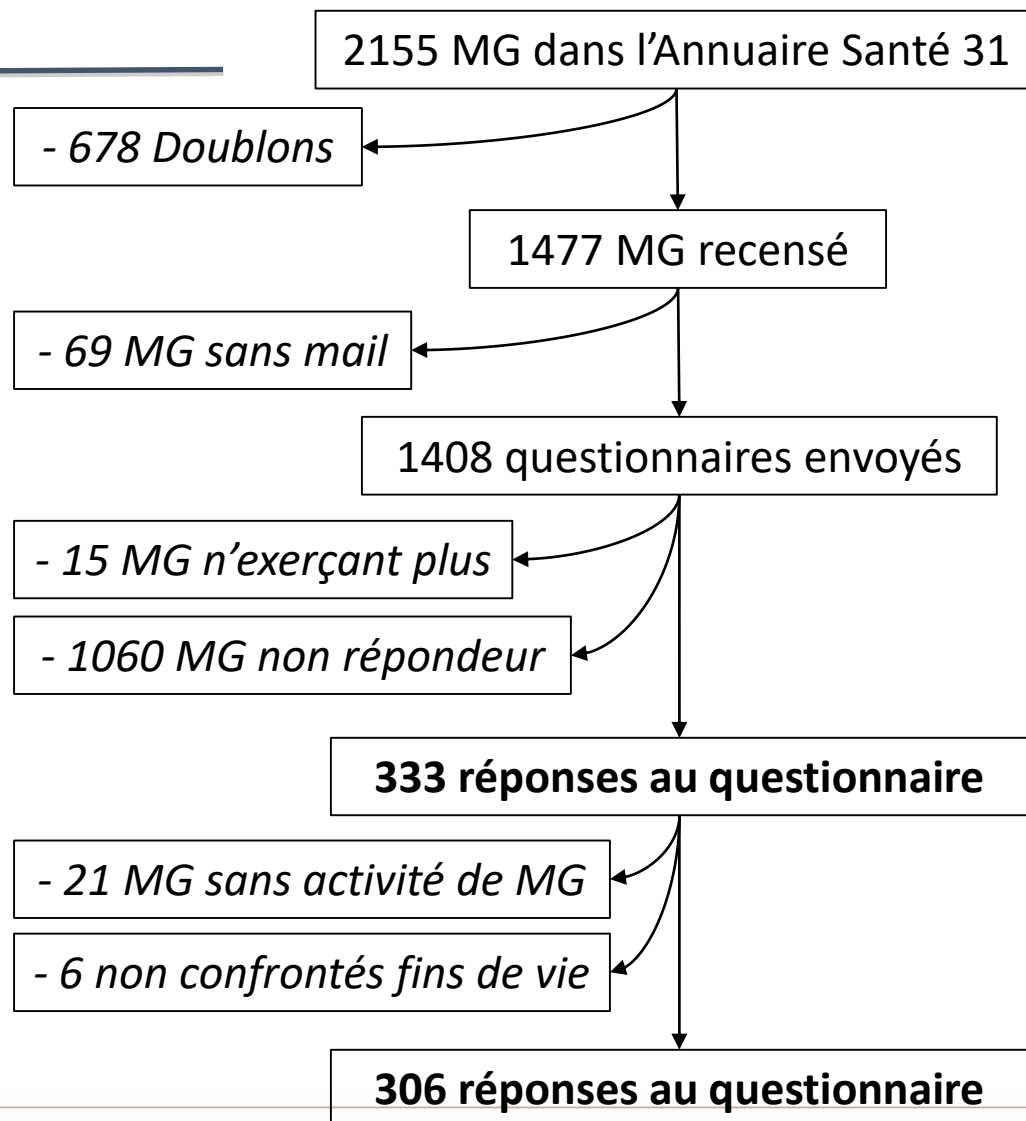 2155 MG dans l’Annuaire Santé 31
- 678 Doublons
1477 MG recensé
- 69 MG sans mail
1408 questionnaires envoyés
- 15 MG n’exerçant plus
- 1060 MG non répondeur
333 réponses au questionnaire
- 21 MG sans activité de MG
- 6 non confrontés fins de vie
306 réponses au questionnaire